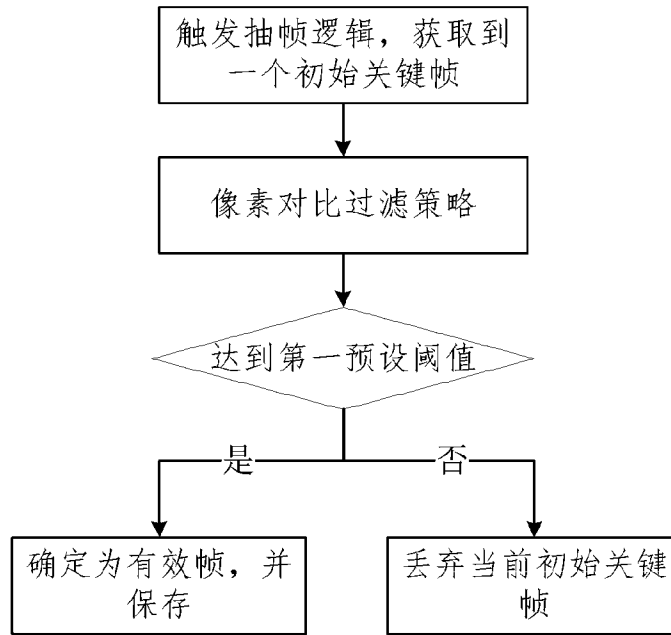 触发抽帧逻辑，获取到
一个初始关键帧
像素对比过滤策略
达到第一预设阈值
是
否
确定为有效帧，并
保存
丢弃当前初始关键
帧